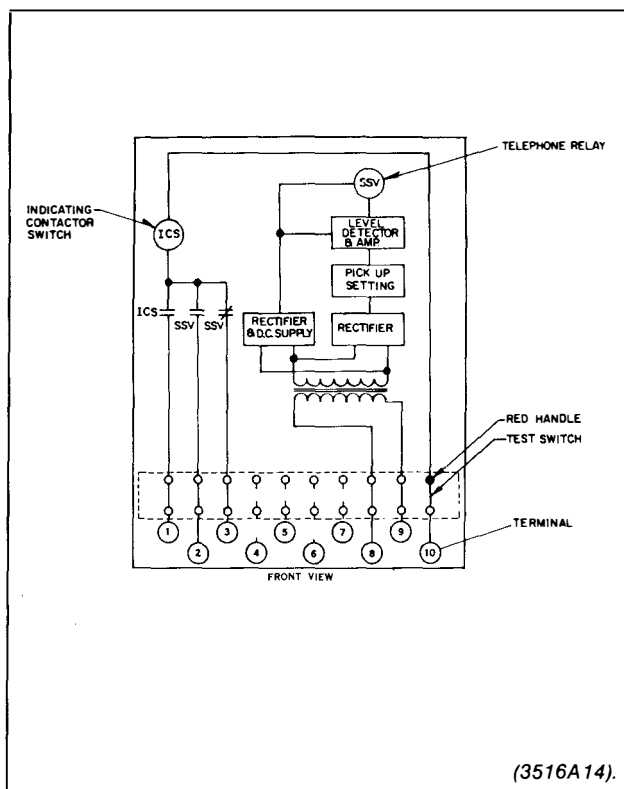 TELEPHONE RELAY
SSV
INDICATING
CONTACTOR
SWITCH
ICS
LEVEL
DETECTOR
& AMP.
PICK UP
SETTING
ICS
SSV
SSV
RECTIFIER
& D.C. SUPPLY
RECTIFIER
RED HANDLE
TEST SWITCH
1
3
5
7
9
2
4
6
8
10
TERMINAL
FRONT VIEW
(3516A14).